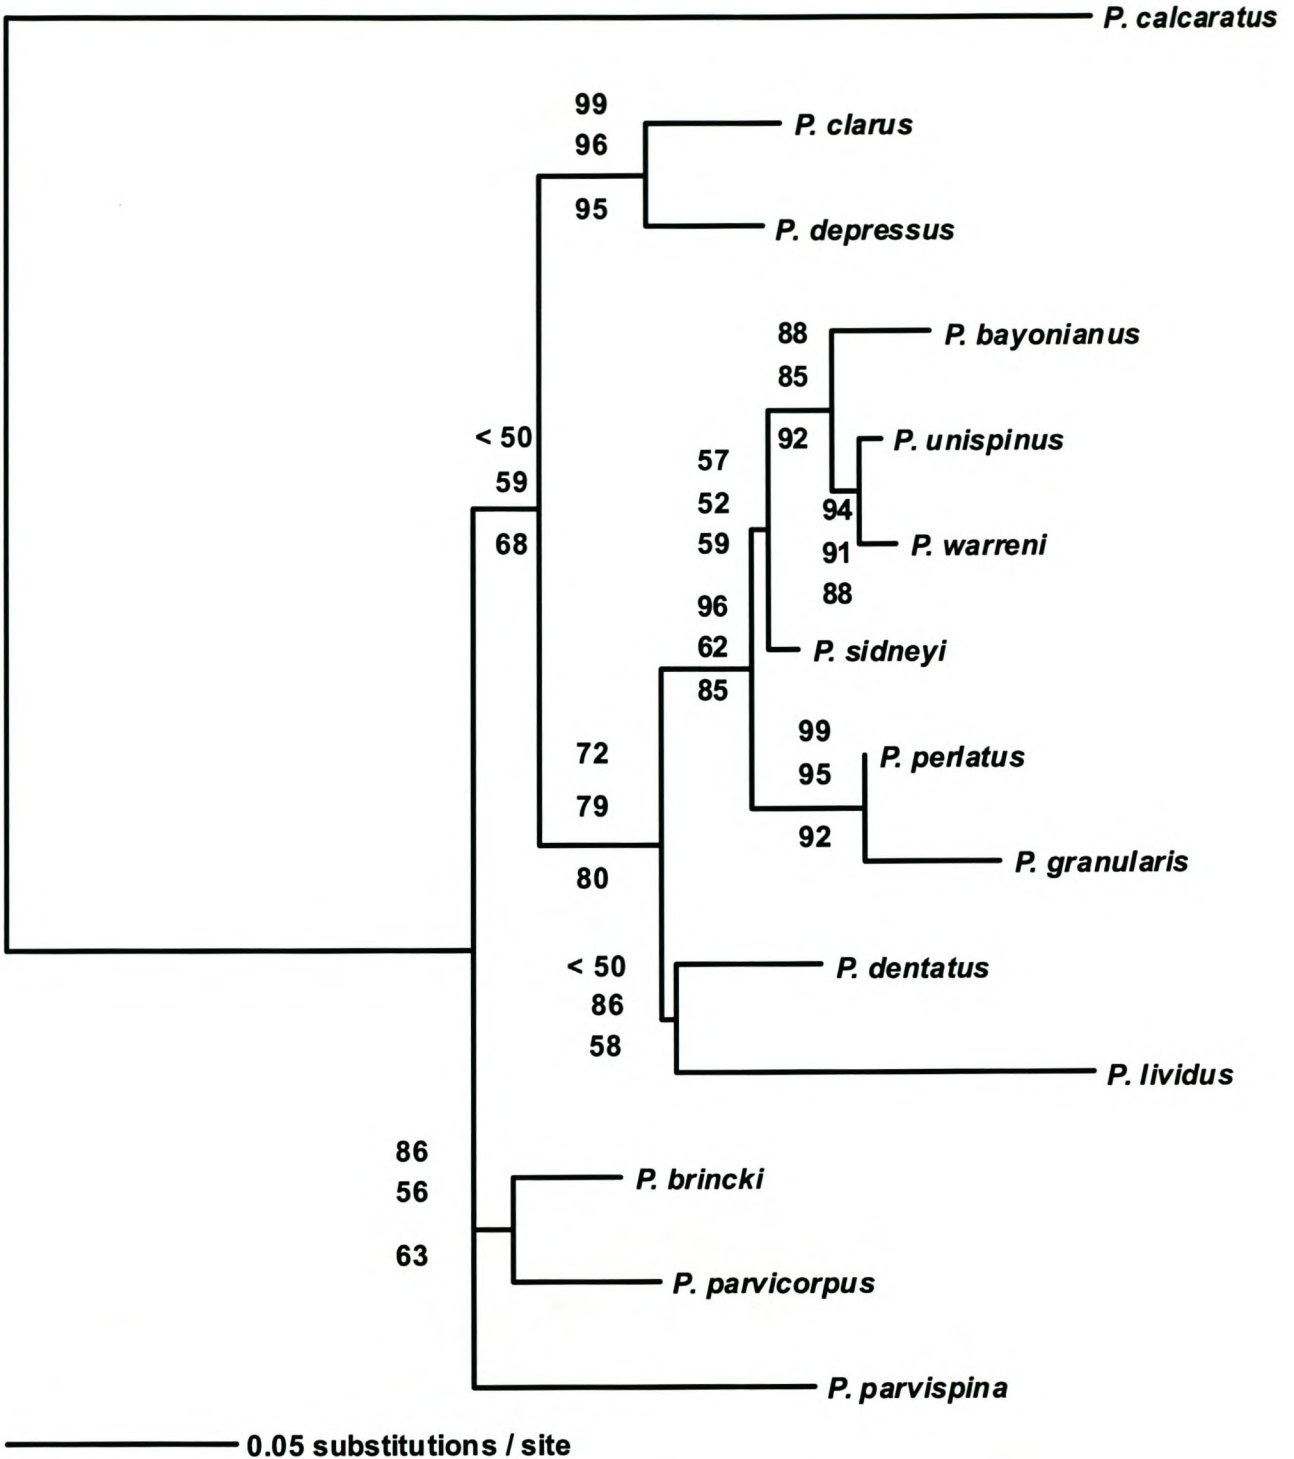 P. calcaratus
99
96
P. clarus
95
P. depressus
88
P. bayonianus
85
< 50
92
P. unispinus
57
59
52
94
68
59
P. warreni
91
88
96
62
P. sidneyi
85
99
72
P. perlatus
95
79
92
P. granularis
80
< 50
P. dentatus
86
58
P. lividus
86
P. brincki
56
63
P. parvicorpus
P. parvispina
0.05 substitutions / site